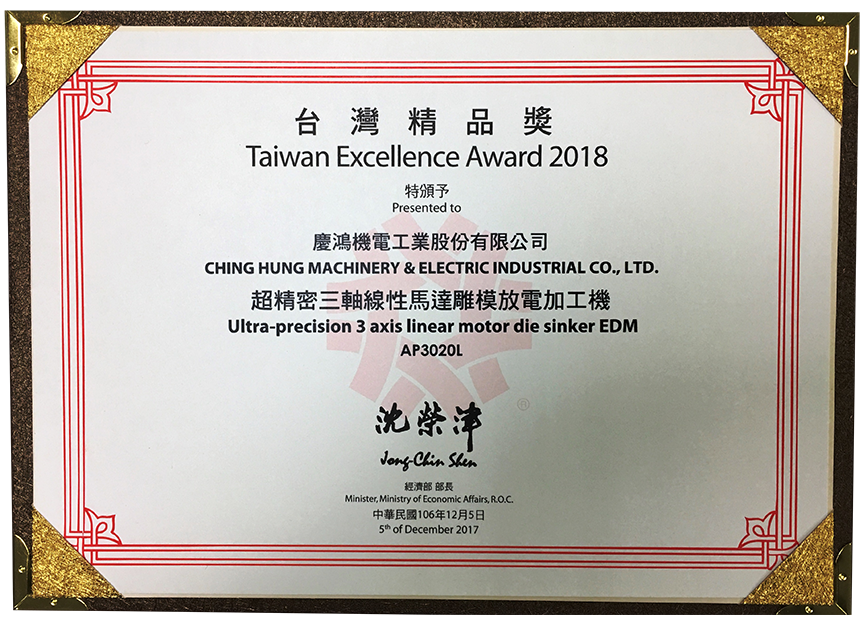 台灣精品獎
Taiwan Excellence Award 2018
特頒予
Presented to
慶鴻機電工業股份有限公司
CHING HUNG MACHINERY & ELECTRIC INDUSTRIAL CO., LTD.
超精密三軸線性馬達雕模放電加工機
Ultra-precision 3 axis linear motor die sinker EDM
AP3020L
®
沈榮津
Jong-Chin Shen
經濟部 部長
Minister, Ministry of Economic Affairs, R.O.C.
中華民國106年12月5日
5th of December 2017